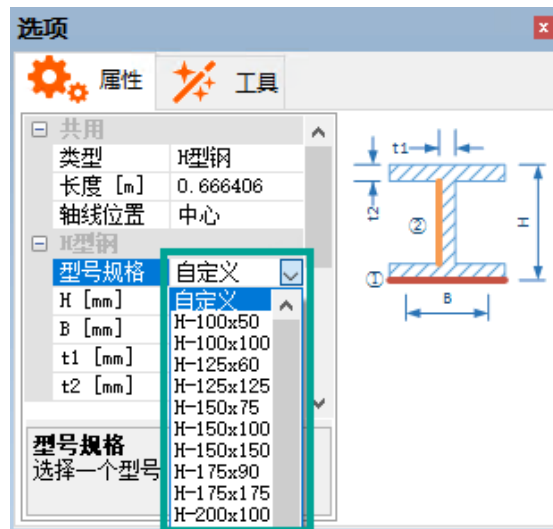 选项
属性
工具
共用
类型 H型钢
长度 [m] 0.666406
轴线位置 中心
H型钢
型号规格 自定义
H [mm]
B [mm]
t1 [mm]
t2 [mm]
自定义
H-100x50
H-100x100
H-125x60
H-125x125
H-150x75
H-150x100
H-150x150
H-175x90
H-175x175
H-200x100
型号规格
选择一个型号
t1
t2
②
H
①
B